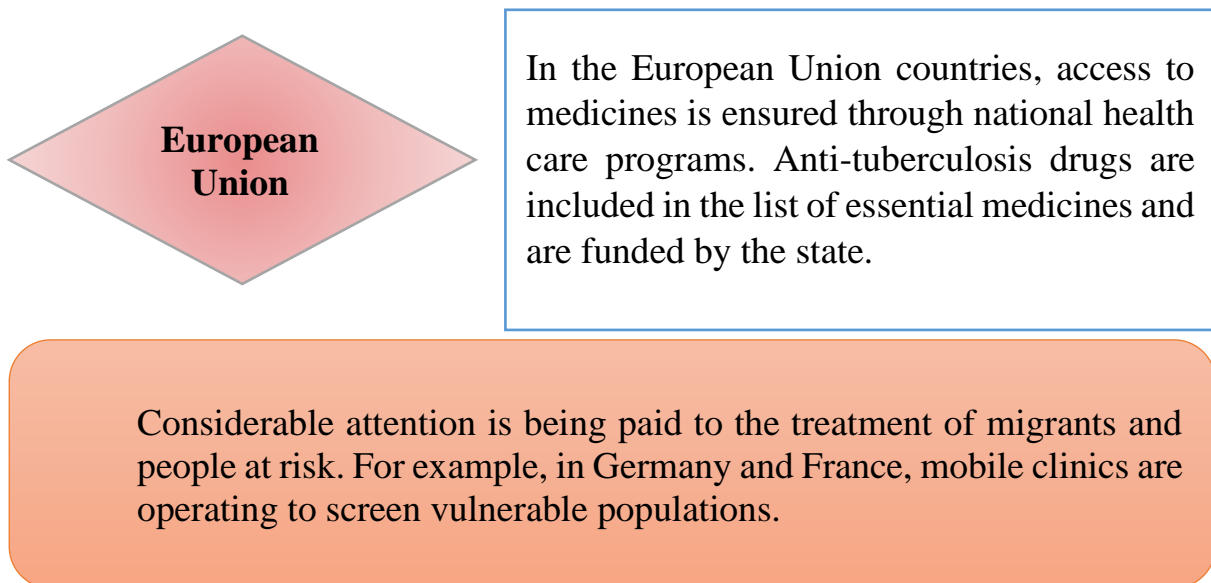 European
Union
In the European Union countries, access to
medicines is ensured through national health
care programs. Anti-tuberculosis drugs are
included in the list of essential medicines and
are funded by the state.
Considerable attention is being paid to the treatment of migrants and
people at risk. For example, in Germany and France, mobile clinics are
operating to screen vulnerable populations.